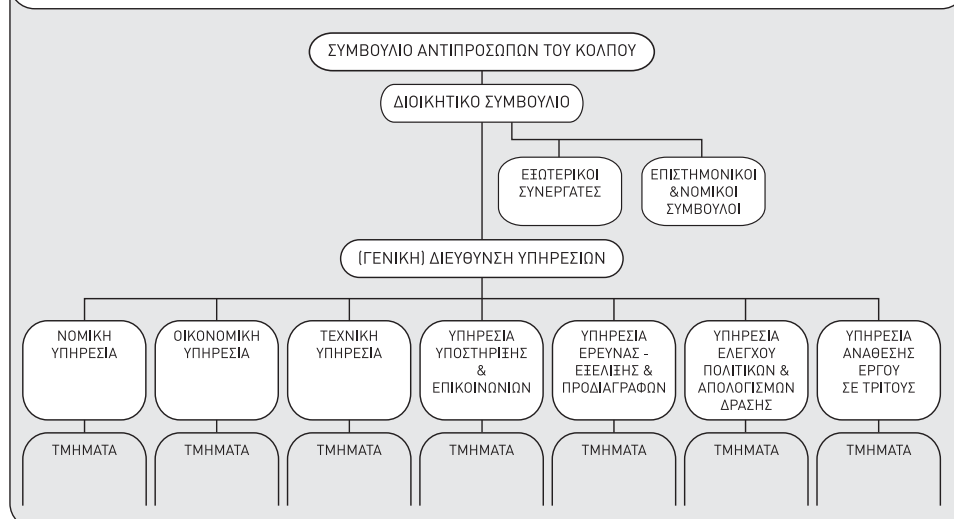 ΣΥΜΒΟΥΛΙΟ ΑΝΤΙΠΡΟΣΩΠΩΝ ΤΟΥ ΚΟΛΠΟΥ
ΔΙΟΙΚΗΤΙΚΟ ΣΥΜΒΟΥΛΙΟ
ΕΞΩΤΕΡΙΚΟΙ
ΣΥΝΕΡΓΑΤΕΣ
ΕΠΙΣΤΗΜΟΝΙΚΟΙ
&ΝΟΜΙΚΟΙ
ΣΥΜΒΟΥΛΟΙ
(ΓΕΝΙΚΗ) ΔΙΕΥΘΥΝΣΗ ΥΠΗΡΕΣΙΩΝ
ΝΟΜΙΚΗ
ΥΠΗΡΕΣΙΑ
ΟΙΚΟΝΟΜΙΚΗ
ΥΠΗΡΕΣΙΑ
ΤΕΧΝΙΚΗ
ΥΠΗΡΕΣΙΑ
ΥΠΗΡΕΣΙΑ
ΥΠΟΣΤΗΡΙΞΗΣ
&
ΕΠΙΚΟΙΝΩΝΙΩΝ
ΥΠΗΡΕΣΙΑ
ΕΡΕΥΝΑΣ -
ΕΞΕΛΙΞΗΣ &
ΠΡΟΔΙΑΓΡΑΦΩΝ
ΥΠΗΡΕΣΙΑ
ΕΛΕΓΧΟΥ
ΠΟΛΙΤΙΚΩΝ &
ΑΠΟΛΟΓΙΣΜΩΝ
ΔΡΑΣΗΣ
ΥΠΗΡΕΣΙΑ
ΑΝΑΘΕΣΗΣ
ΕΡΓΟΥ
ΣΕ ΤΡΙΤΟΥΣ
ΤΜΗΜΑΤΑ
ΤΜΗΜΑΤΑ
ΤΜΗΜΑΤΑ
ΤΜΗΜΑΤΑ
ΤΜΗΜΑΤΑ
ΤΜΗΜΑΤΑ
ΤΜΗΜΑΤΑ